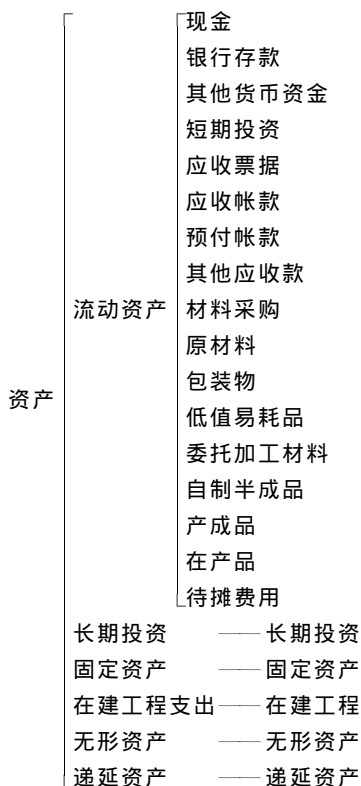 现金
银行存款
其他货币资金
短期投资
应收票据
应收帐款
预付帐款
其他应收款
流动资产 材料采购
原材料
包装物
资产
低值易耗品
委托加工材料
自制半成品
产成品
在产品
待摊费用
长期投资 —— 长期投资
固定资产 —— 固定资产
在建工程支出 —— 在建工程
无形资产 —— 无形资产
递延资产 —— 递延资产